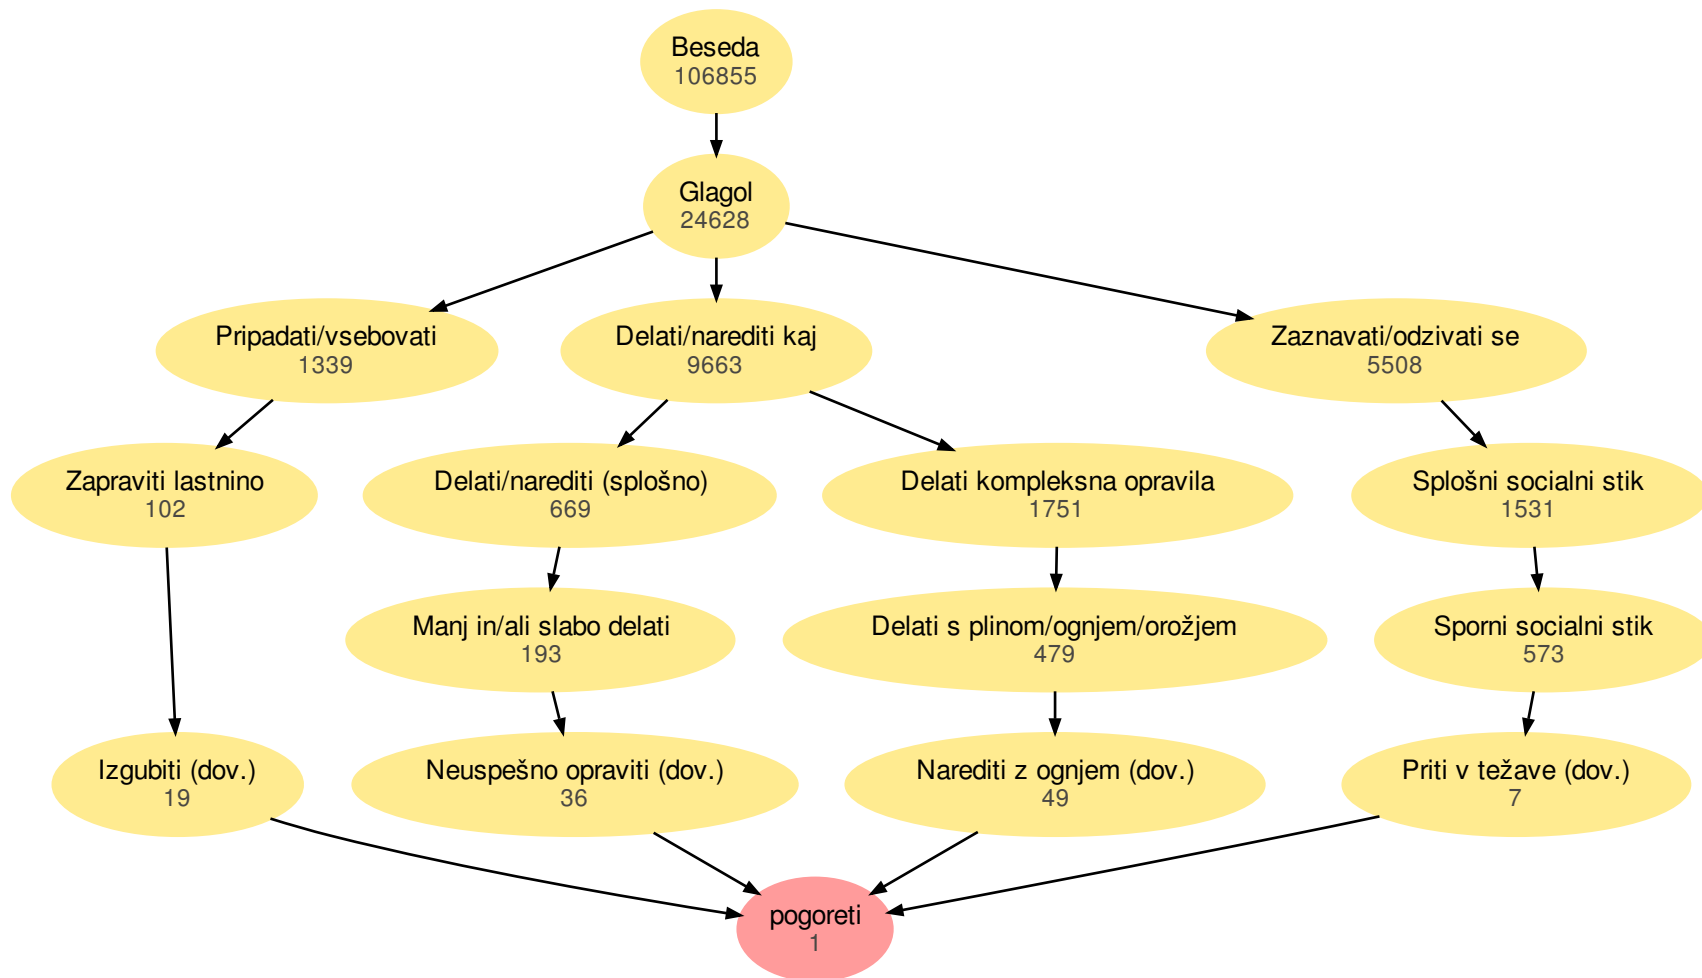 Beseda
106855
Glagol
24628
Pripadati/vsebovati
1339
Delati/narediti kaj
9663
Zaznavati/odzivati se
5508
Zapraviti lastnino
102
Delati/narediti (splošno)
669
Delati kompleksna opravila
1751
Splošni socialni stik
1531
Manj in/ali slabo delati
193
Delati s plinom/ognjem/orožjem
479
Sporni socialni stik
573
Izgubiti (dov.)
19
Neuspešno opraviti (dov.)
36
Narediti z ognjem (dov.)
49
Priti v težave (dov.)
7
pogoreti
1